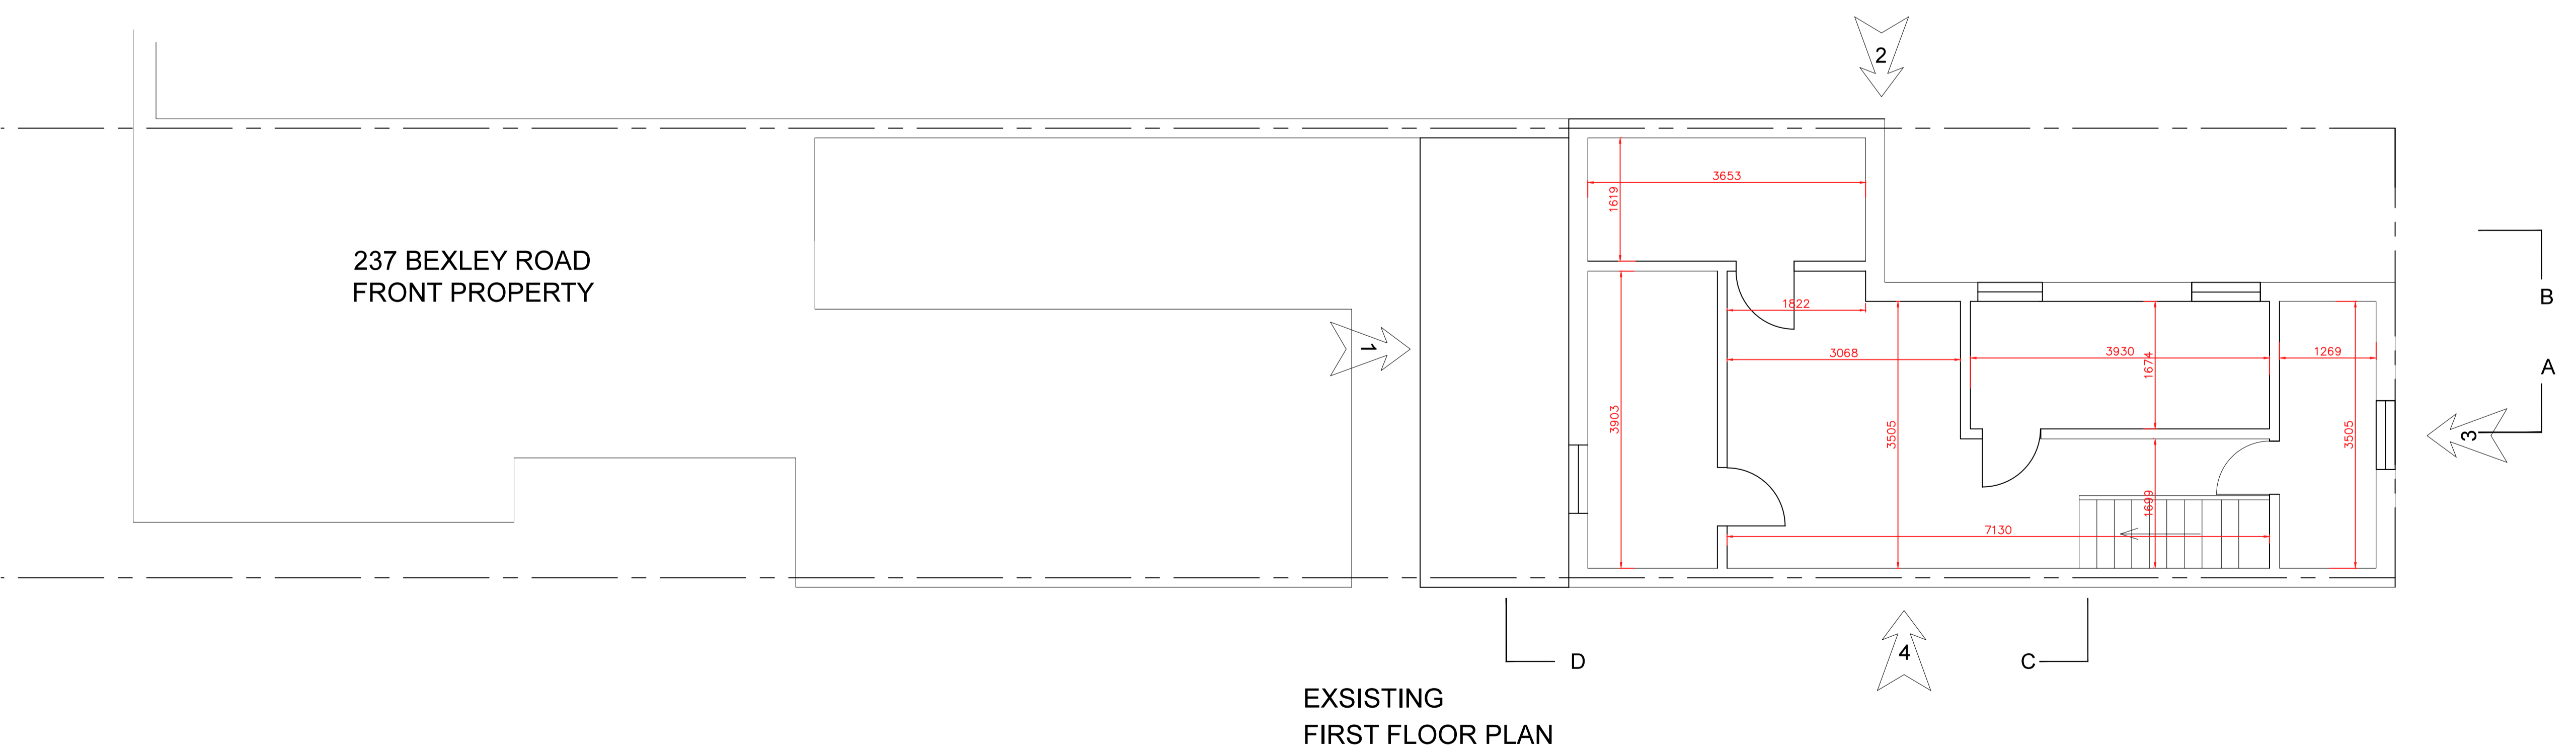 2
3653
1619
237 BEXLEY ROAD
FRONT PROPERTY
B
1822
1
3068
3930
1674
1269
A
3903
3505
3505
3
1699
7130
4
D
C
EXSISTING
FIRST FLOOR PLAN